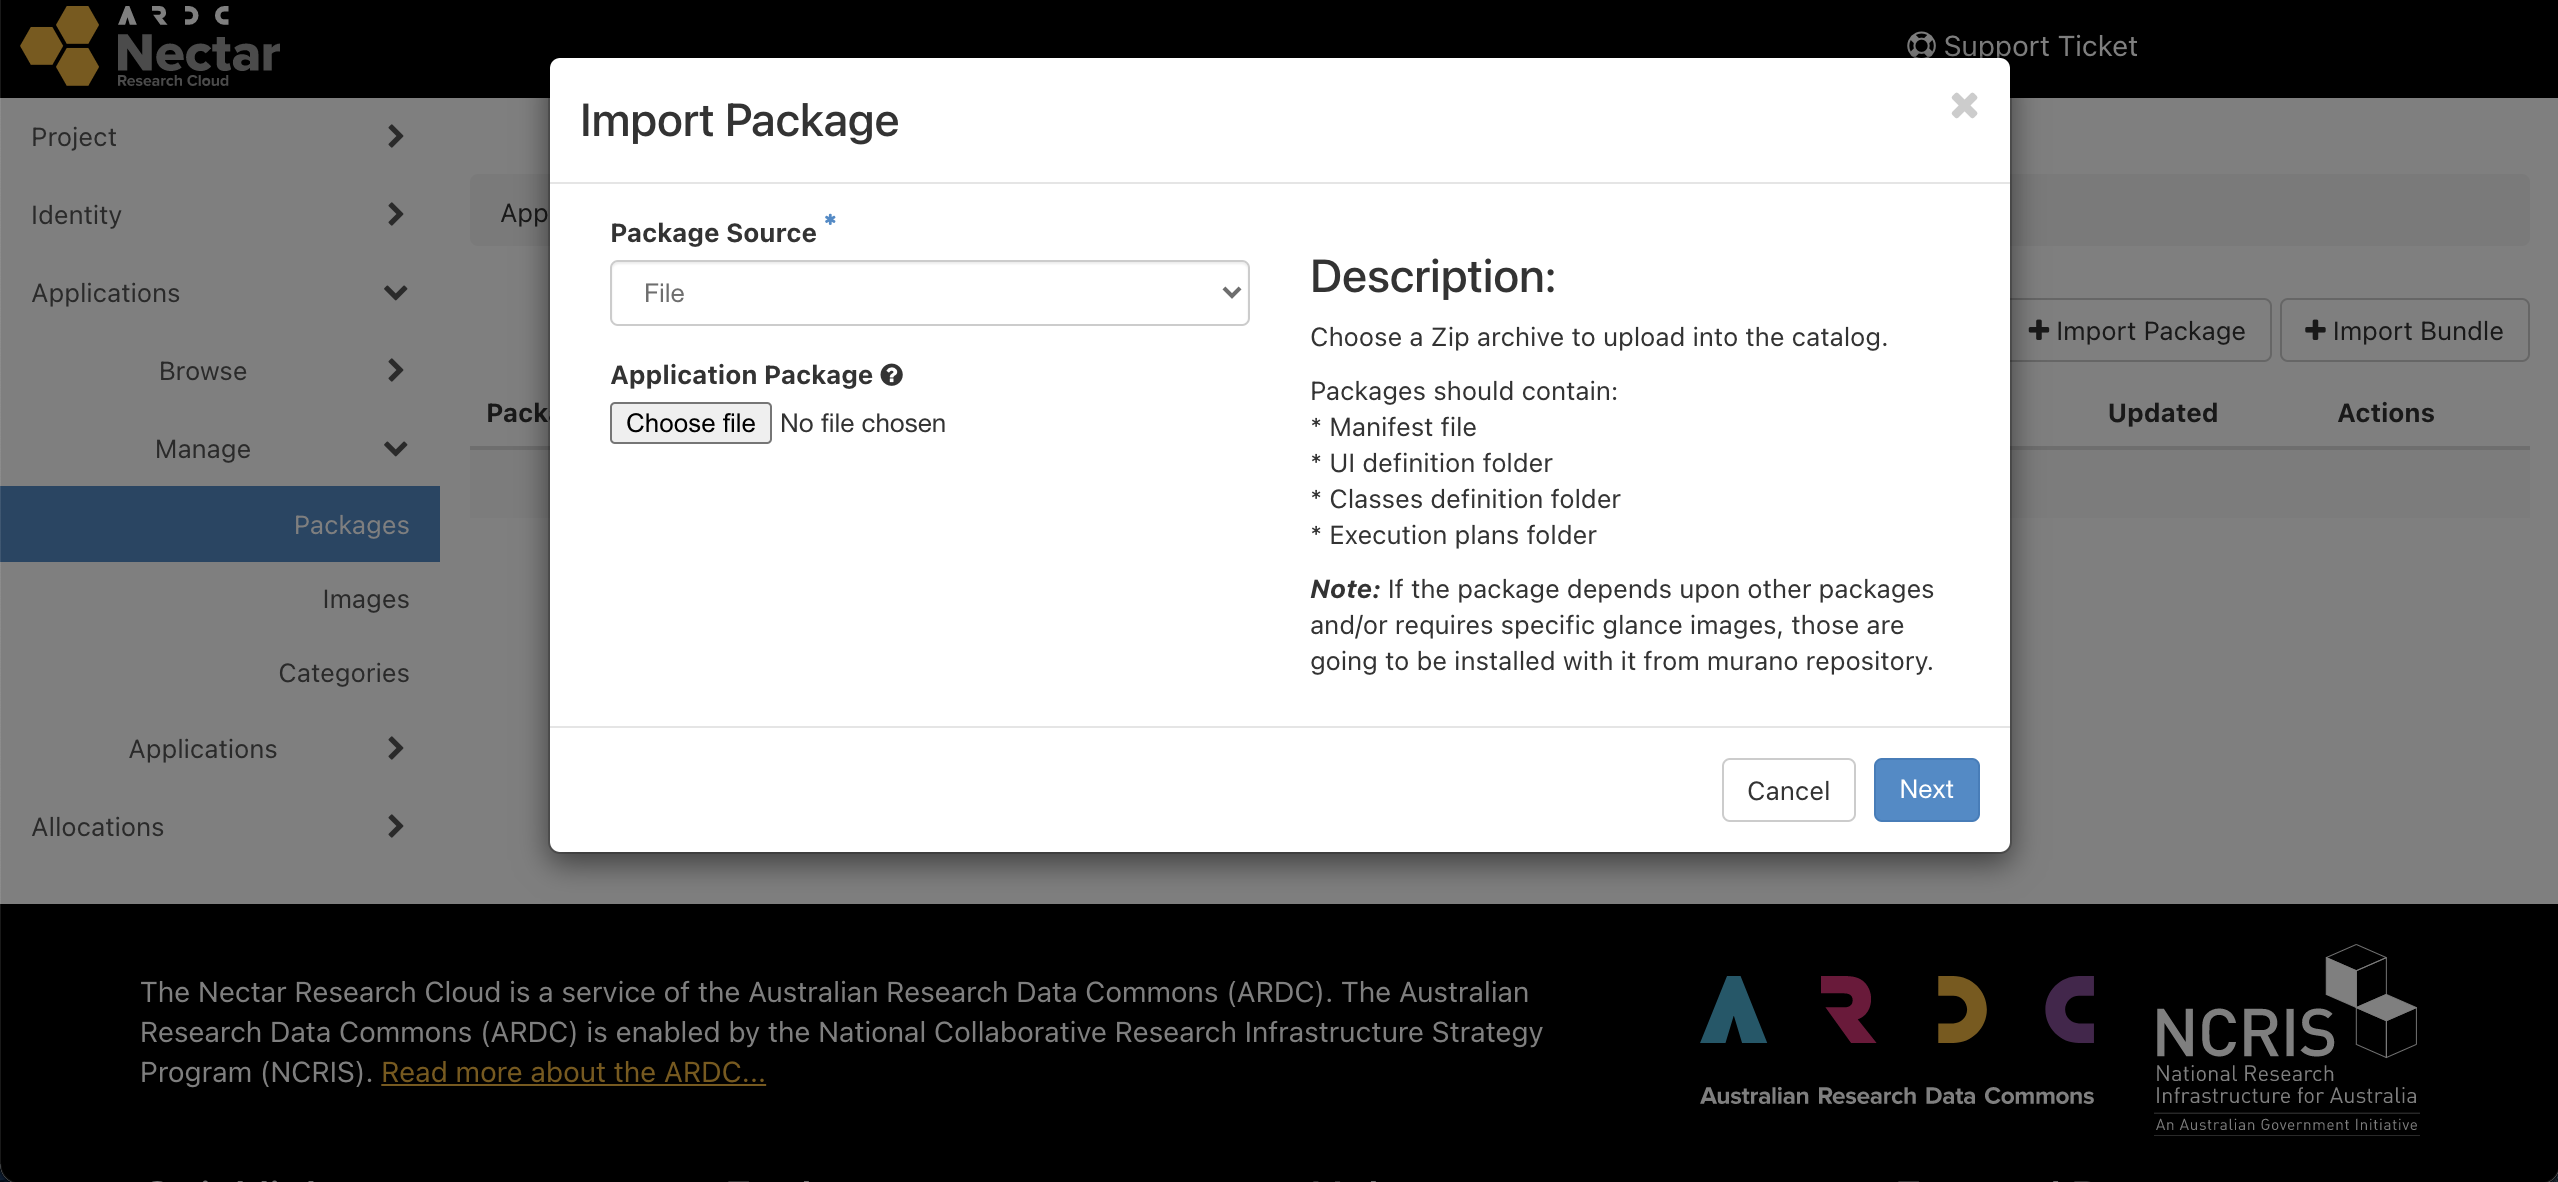 ARDC
Nectar
Research Cloud
Support Ticket
Project
Identity
Applications
Browse
Manage
Packages
Images
Categories
Applications
Allocations
App
Import Package
Import Bundle
Updated
Actions
Import Package
Package Source *
File
Application Package
Choose file No file chosen
Description:
Choose a Zip archive to upload into the catalog.
Packages should contain:
* Manifest file
* UI definition folder
* Classes definition folder
* Execution plans folder
Note: If the package depends upon other packages
and/or requires specific glance images, those are
going to be installed with it from murano repository.
Cancel
Next
The Nectar Research Cloud is a service of the Australian Research Data Commons (ARDC). The Australian
Research Data Commons (ARDC) is enabled by the National Collaborative Research Infrastructure Strategy
Program (NCRIS). Read more about the ARDC...
ARDC
Australian Research Data Commons
NCRIS
National Research
Infrastructure for Australia
An Australian Government Initiative